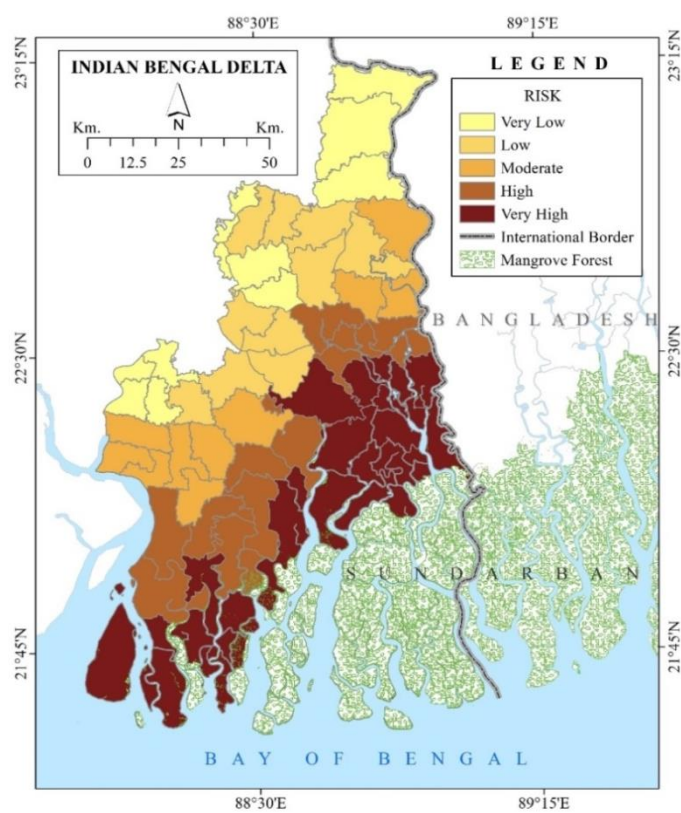 88°30'E 89°15'E
23°15'N
23°15'N
INDIAN BENGAL DELTA
N
Km. Km.
0 12.5 25 50
LEGEND
RISK
Very Low
Low
Moderate
High
Very High
International Border
Mangrove Forest
BANGLADESH
22°30'N
22°30'N
SUNDARBAN
21°45'N
21°45'N
BAY OF BENGAL
88°30'E 89°15'E